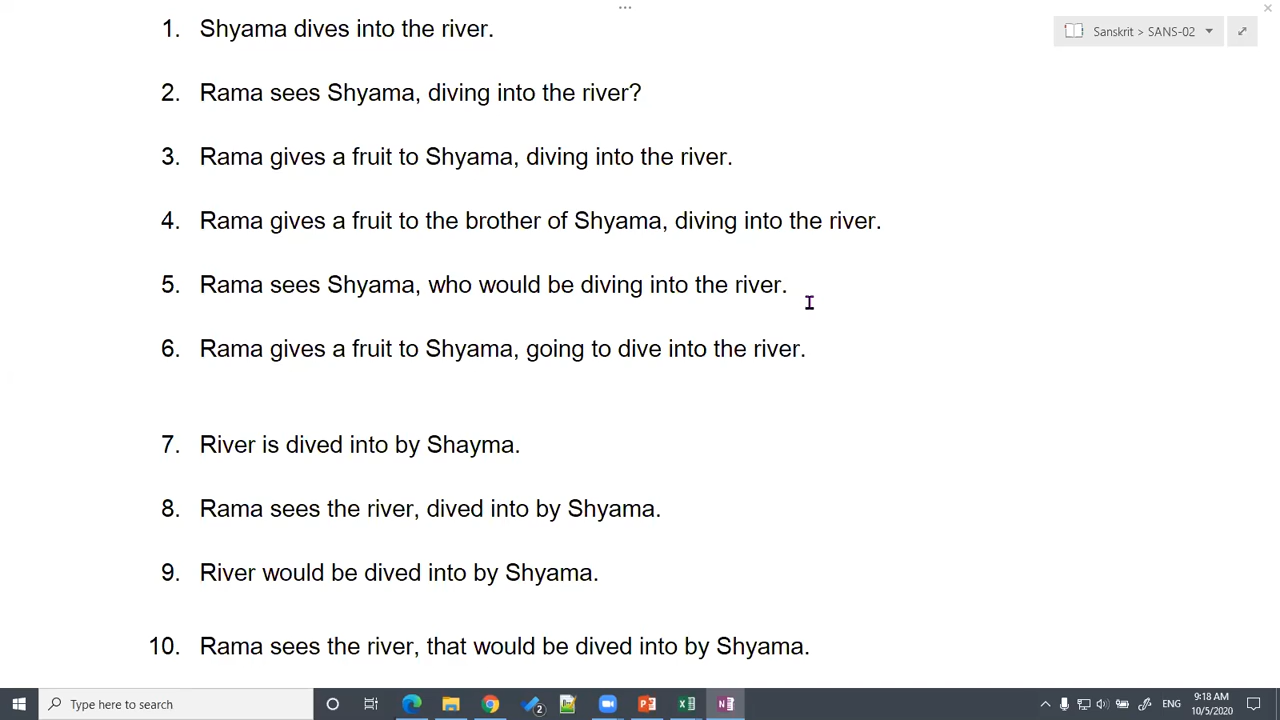 ...
Sanskrit > SANS-02
1. Shyama dives into the river.
2. Rama sees Shyama, diving into the river?
3. Rama gives a fruit to Shyama, diving into the river.
4. Rama gives a fruit to the brother of Shyama, diving into the river.
5. Rama sees Shyama, who would be diving into the river.
6. Rama gives a fruit to Shyama, going to dive into the river.
7. River is dived into by Shayma.
8. Rama sees the river, dived into by Shyama.
9. River would be dived into by Shyama.
10. Rama sees the river, that would be dived into by Shyama.
Type here to search
2
ENG
9:18 AM
10/5/2020